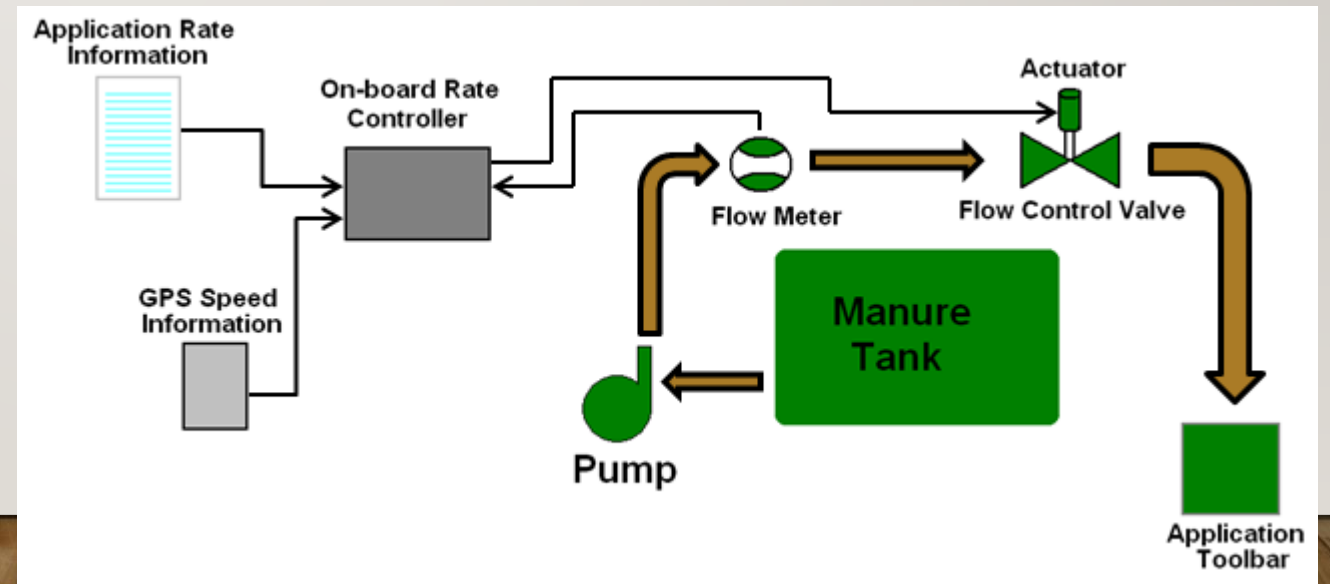 Application Rate
Information
On-board Rate
Controller
Actuator
Flow Meter
Flow Control Valve
GPS Speed
Information
Manure
Tank
Pump
Application
Toolbar